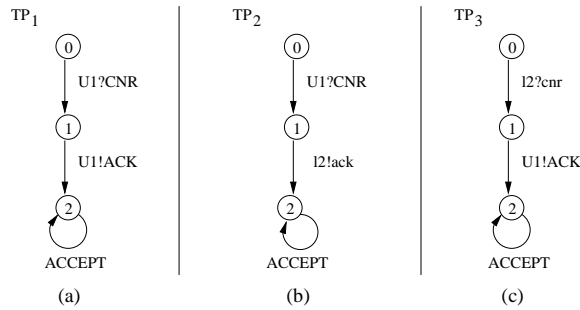 TP1
0
U1?CNR
1
U1!ACK
2
ACCEPT
(a)
TP2
0
U1?CNR
1
l2!ack
2
ACCEPT
(b)
TP3
0
l2?cnr
1
U1!ACK
2
ACCEPT
(c)